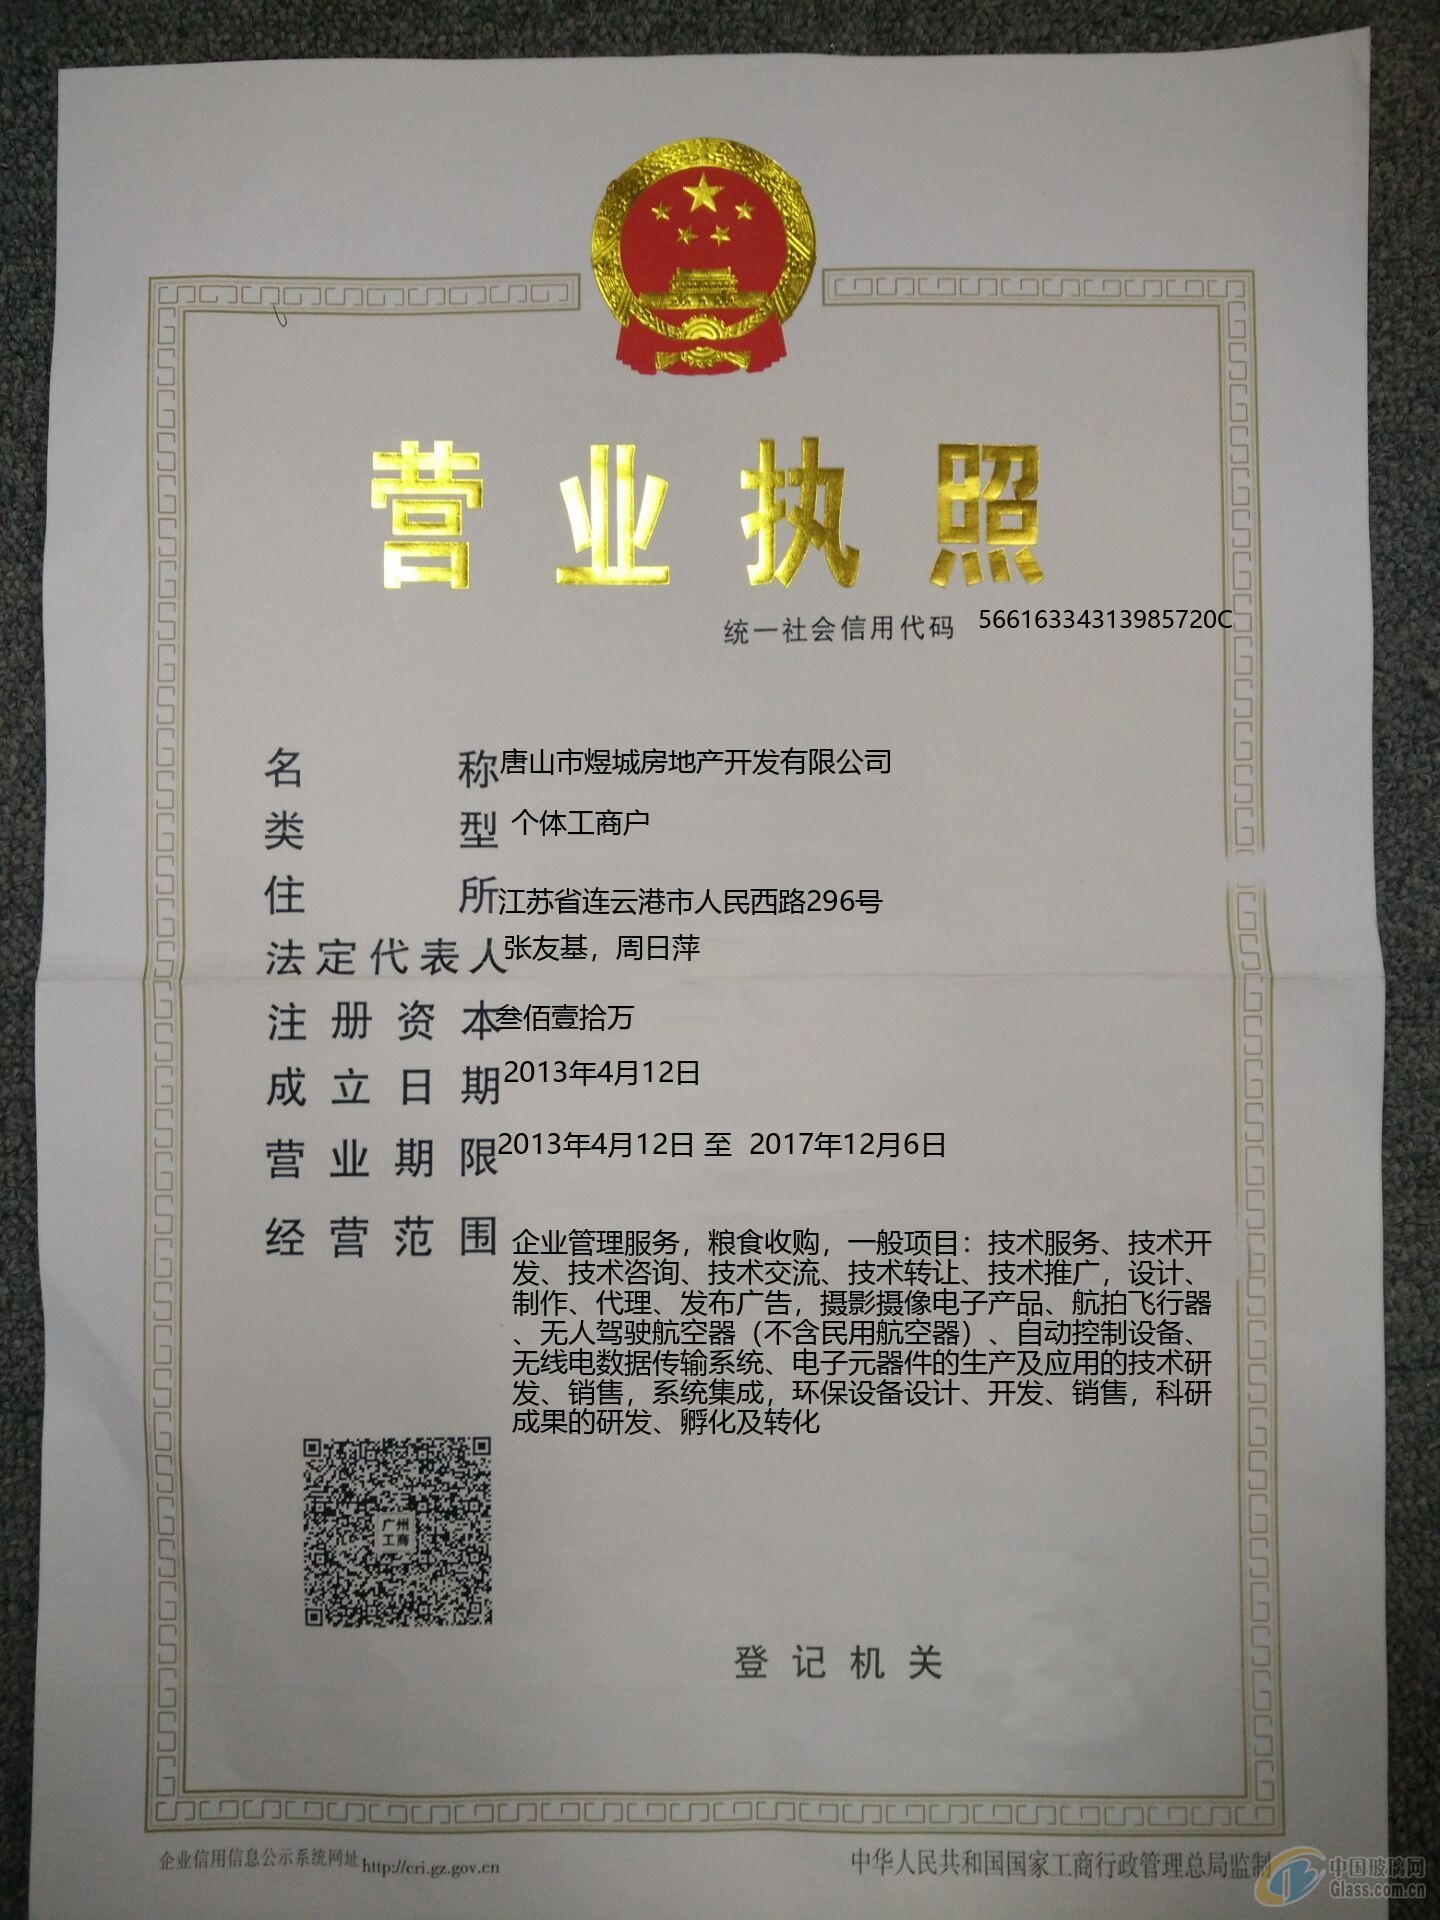 营业执照
统一社会信用代码 56616334313985720C
名称 唐山市煜城房地产开发有限公司
类型 个体工商户
住所 江苏省连云港市人民西路296号
法定代表人 张友基，周日萍
注册资本 叁佰壹拾万
成立日期 2013年4月12日
营业期限 2013年4月12日 至 2017年12月6日
经营范围 企业管理服务，粮食收购，一般项目：技术服务、技术开
发、技术咨询、技术交流、技术转让、技术推广，设计、
制作、代理、发布广告，摄影摄像电子产品、航拍飞行器
、无人驾驶航空器（不含民用航空器）、自动控制设备、
无线电数据传输系统、电子元器件的生产及应用的技术研
发、销售，系统集成，环保设备设计、开发、销售，科研
成果的研发、孵化及转化
广州
工商
登记机关
企业信用信息公示系统网址 http://cri.gz.gov.cn
中华人民共和国国家工商行政管理总局监制
中国玻璃网
Glass.com.cn